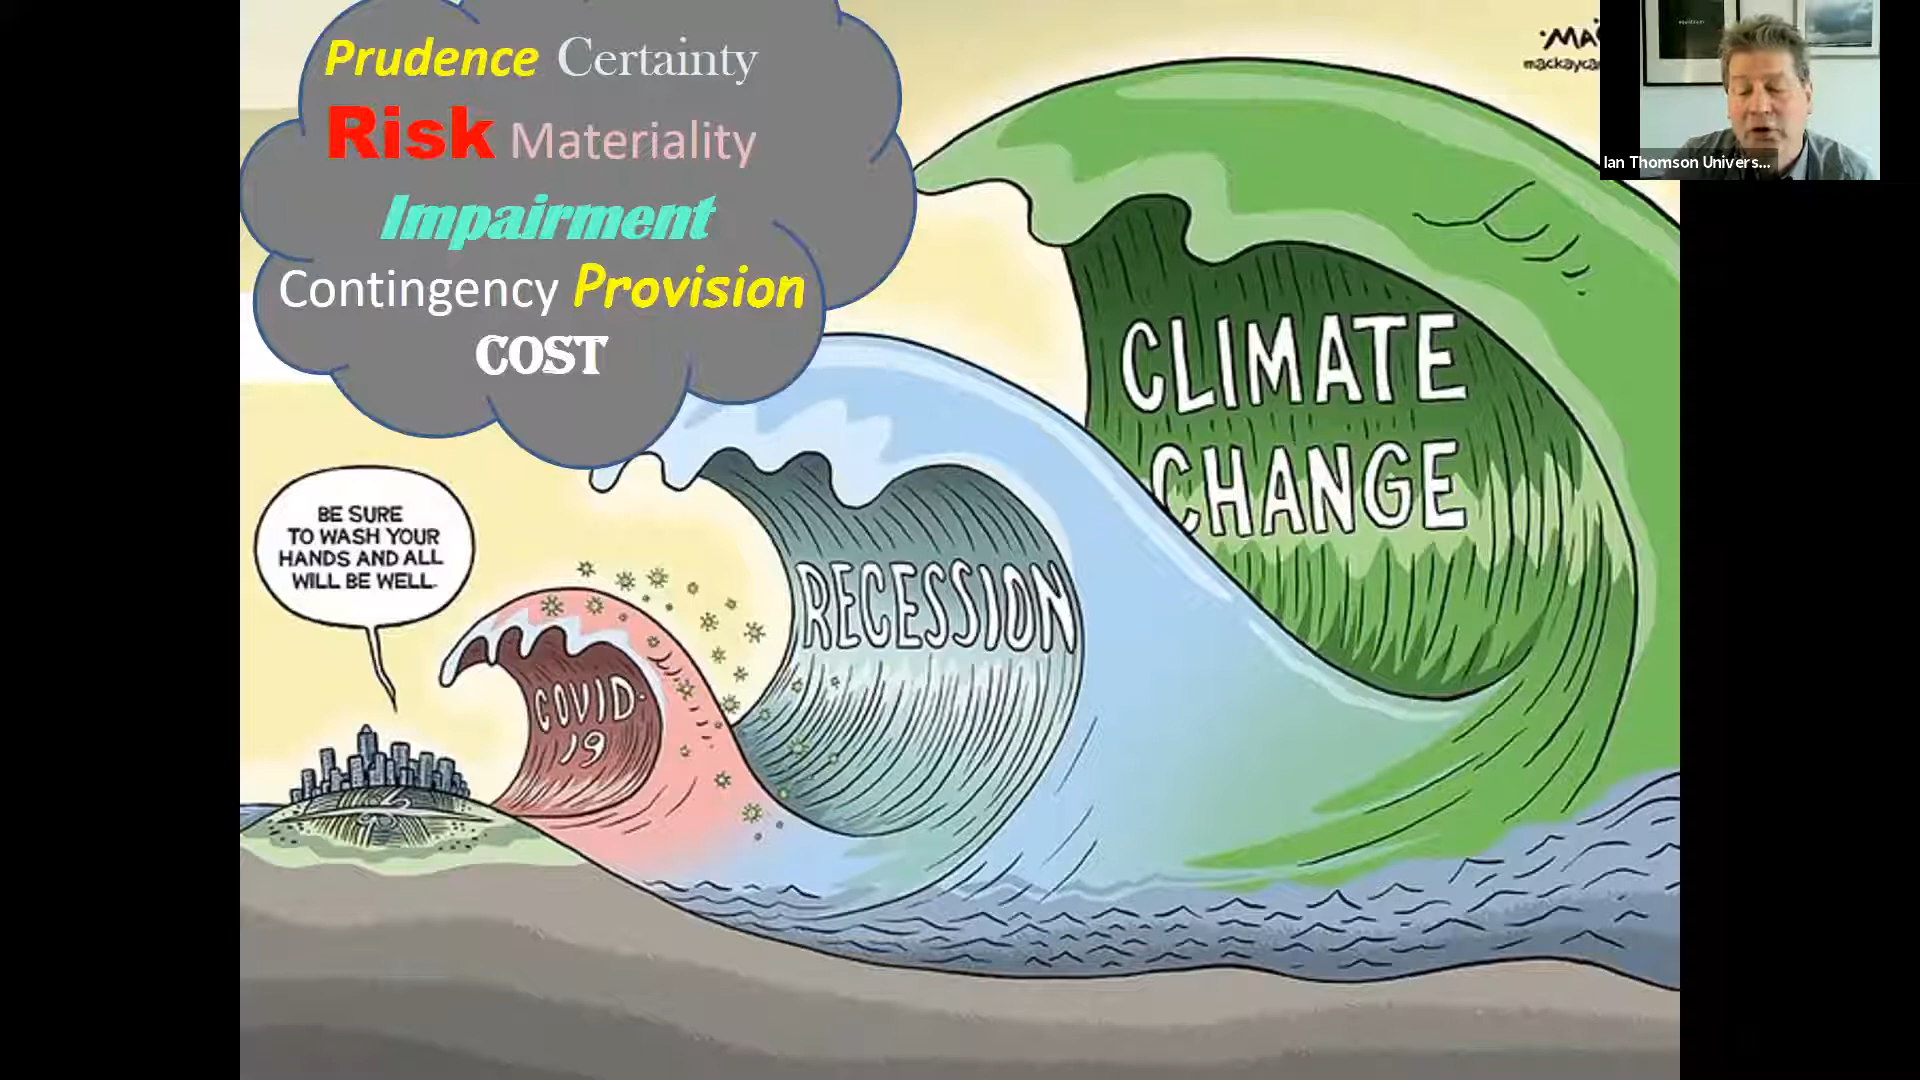 Prudence Certainty
Risk Materiality
Impairment
Contingency Provision
COST
BE SURE
TO WASH YOUR
HANDS AND ALL
WILL BE WELL.
COVID-
19
RECESSION
CLIMATE
CHANGE
Ian Thomson Univers...